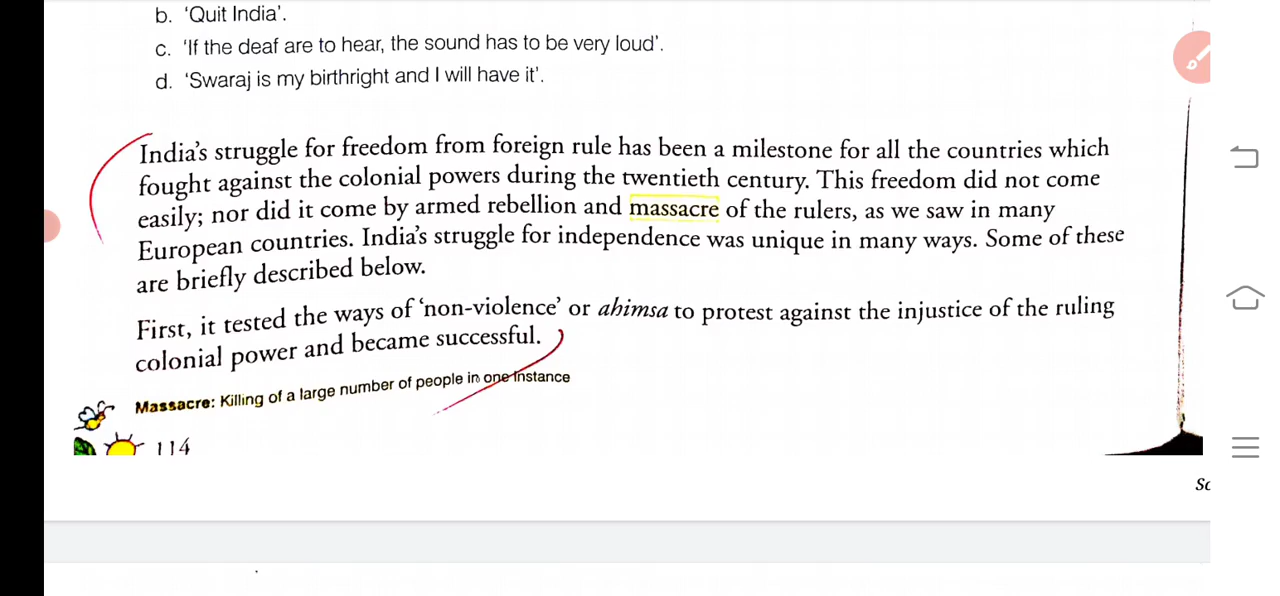 b. 'Quit India'.
c. 'If the deaf are to hear, the sound has to be very loud'.
d. 'Swaraj is my birthright and I will have it'.
India's struggle for freedom from foreign rule has been a milestone for all the countries which
fought against the colonial powers during the twentieth century. This freedom did not come
easily; nor did it come by armed rebellion and massacre of the rulers, as we saw in many
European countries. India's struggle for independence was unique in many ways. Some of these
are briefly described below.
First, it tested the ways of 'non-violence' or ahimsa to protest against the injustice of the ruling
colonial power and became successful.
Massacre: Killing of a large number of people in one instance
114